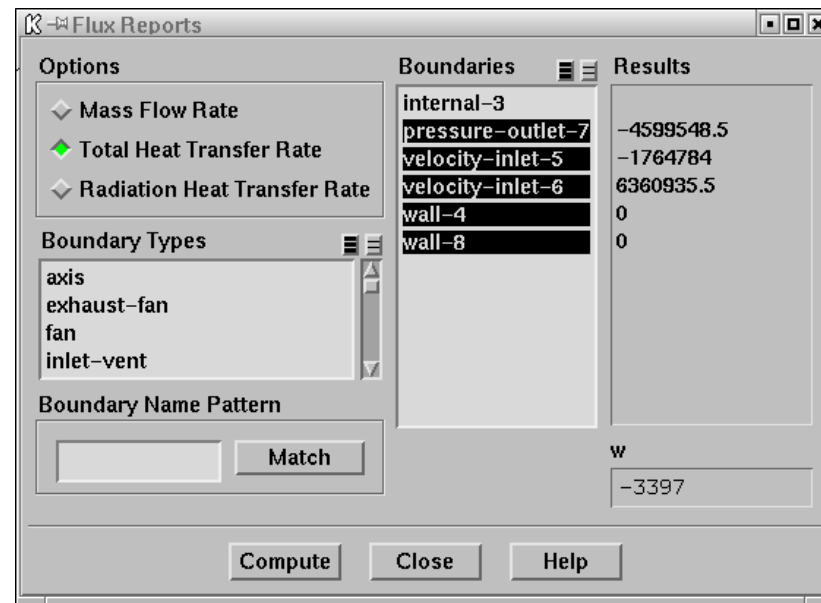 Flux Reports
Options
Mass Flow Rate
Total Heat Transfer Rate
Radiation Heat Transfer Rate
Boundary Types
axis
exhaust-fan
fan
inlet-vent
Boundary Name Pattern
Match
Boundaries
internal-3
pressure-outlet-7
velocity-inlet-5
velocity-inlet-6
wall-4
wall-8
Results
-4599548.5
-1764784
6360935.5
0
0
w
-3397
Compute
Close
Help